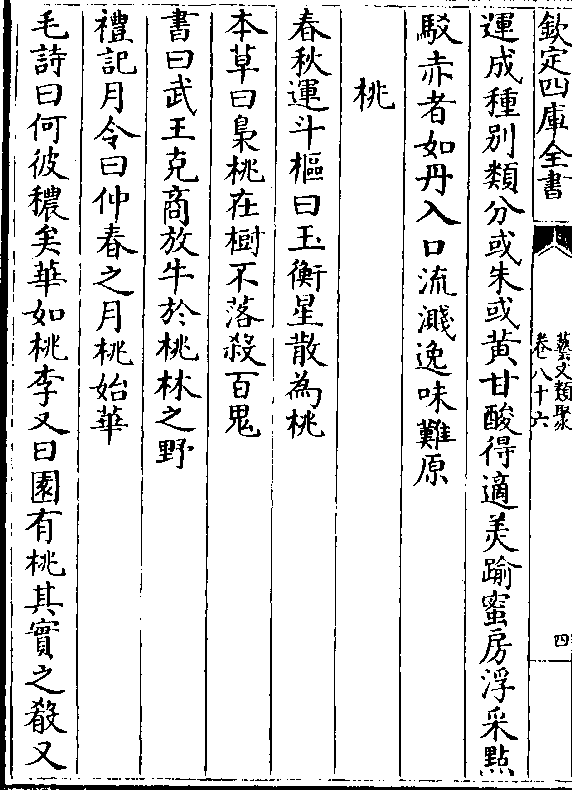 欽定四庫全書
藝文類聚
卷八十六
四
運成種别類分或朱或黄甘酸得適美踰蜜房浮采點
駁赤者如丹入口流濺逸味難原
桃
春秋運斗樞曰玉衡星散為桃
本草曰梟桃在樹不落殺百鬼
書曰武王克商放牛於桃林之野
禮記月令曰仲春之月桃始華
毛詩曰何彼穠矣華如桃李又曰園有桃其實之殽又